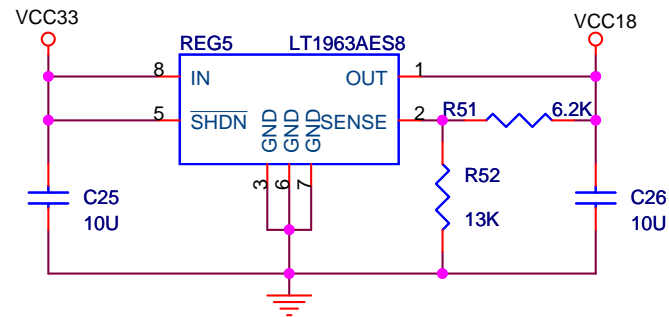 VCC33
VCC18
REG5
LT1963AES8
8
IN
OUT
1
5
SHDN
SENSE
2
R51
6.2K
GND
GND
GND
3
6
7
R52
13K
C25
10U
C26
10U